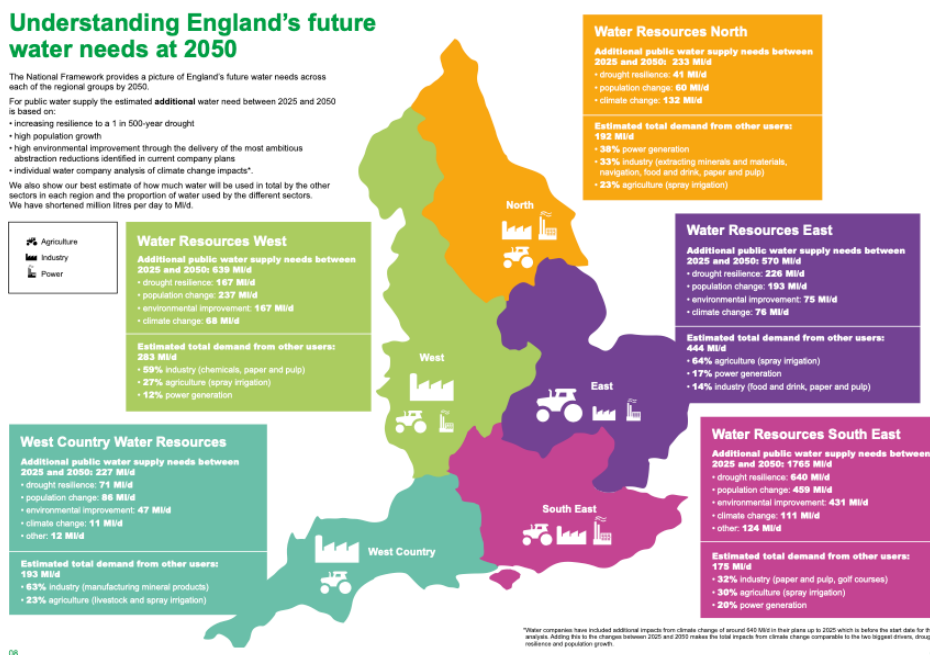 Understanding England's future
water needs at 2050
The National Framework provides a picture of England's future water needs across
each of the regional groups by 2050.
For public water supply the estimated additional water need between 2025 and 2050
is based on:
• increasing resilience to a 1 in 500-year drought
• high population growth
• high environmental improvement through the delivery of the most ambitious
abstraction reductions identified in current company plans
• individual water company analysis of climate change impacts*.
We also show our best estimate of how much water will be used in total by the other
sectors in each region and the proportion of water used by the different sectors.
We have shortened million litres per day to Ml/d.
Agriculture
Industry
Power
Water Resources North
Additional public water supply needs between
2025 and 2050: 233 Ml/d
• drought resilience: 41 Ml/d
• population change: 60 Ml/d
• climate change: 132 Ml/d
Estimated total demand from other users:
192 Ml/d
• 38% power generation
• 33% industry (extracting minerals and materials,
navigation, food and drink, paper and pulp)
• 23% agriculture (spray irrigation)
Water Resources West
Additional public water supply needs between
2025 and 2050: 639 Ml/d
• drought resilience: 167 Ml/d
• population change: 237 Ml/d
• environmental improvement: 167 Ml/d
• climate change: 68 Ml/d
Estimated total demand from other users:
283 Ml/d
• 59% industry (chemicals, paper and pulp)
• 27% agriculture (spray irrigation)
• 12% power generation
Water Resources East
Additional public water supply needs between
2025 and 2050: 570 Ml/d
• drought resilience: 226 Ml/d
• population change: 193 Ml/d
• environmental improvement: 75 Ml/d
• climate change: 76 Ml/d
Estimated total demand from other users:
444 Ml/d
• 64% agriculture (spray irrigation)
• 17% power generation
• 14% industry (food and drink, paper and pulp)
West Country Water Resources
Additional public water supply needs between
2025 and 2050: 227 Ml/d
• drought resilience: 71 Ml/d
• population change: 86 Ml/d
• environmental improvement: 47 Ml/d
• climate change: 11 Ml/d
• other: 12 Ml/d
Estimated total demand from other users:
193 Ml/d
• 63% industry (manufacturing mineral products)
• 23% agriculture (livestock and spray irrigation)
Water Resources South East
Additional public water supply needs between
2025 and 2050: 1765 Ml/d
• drought resilience: 640 Ml/d
• population change: 459 Ml/d
• environmental improvement: 431 Ml/d
• climate change: 111 Ml/d
• other: 124 Ml/d
Estimated total demand from other users:
175 Ml/d
• 32% industry (paper and pulp, golf courses)
• 30% agriculture (spray irrigation)
• 20% power generation
North
West
East
South East
West Country
*Water companies have included additional impacts from climate change of around 640 Ml/d in their plans up to 2025 which is before the start date for
analysis. Adding this to the changes between 2025 and 2050 makes the total impacts from climate change comparable to the two biggest drivers,
resilience and population growth.
08